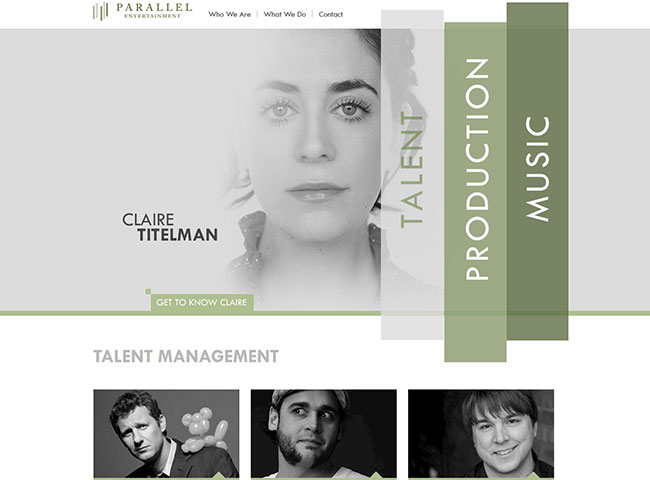 PARALLEL
ENTERTAINMENT
Who We Are
What We Do
Contact
CLAIRE
TITELMAN
GET TO KNOW CLAIRE
TALENT
PRODUCTION
MUSIC
TALENT MANAGEMENT